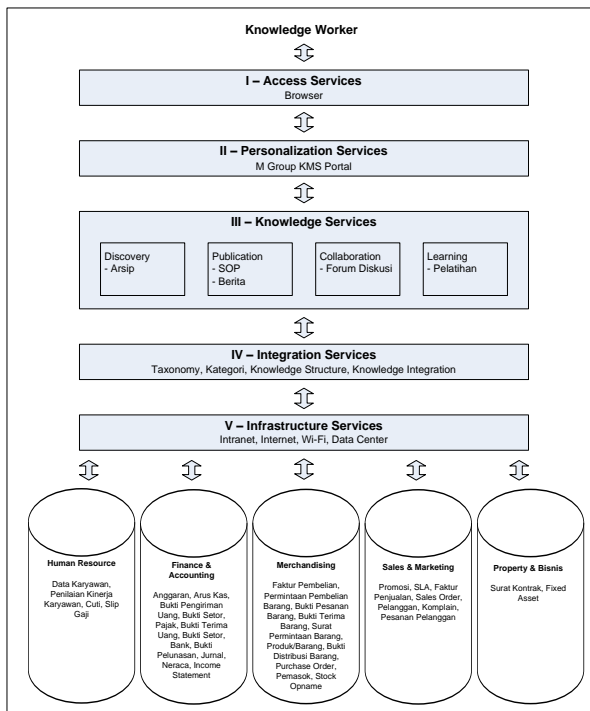 Knowledge Worker
I – Access Services
Browser
II – Personalization Services
M Group KMS Portal
III – Knowledge Services
Discovery
- Arsip
Publication
- SOP
- Berita
Collaboration
- Forum Diskusi
Learning
- Pelatihan
IV – Integration Services
Taxonomy, Kategori, Knowledge Structure, Knowledge Integration
V – Infrastructure Services
Intranet, Internet, Wi-Fi, Data Center
Human Resource
Data Karyawan,
Penilaian Kinerja
Karyawan, Cuti, Slip
Gaji
Finance &
Accounting
Anggaran, Arus Kas,
Bukti Pengiriman
Uang, Bukti Setor,
Pajak, Bukti Terima
Uang, Bukti Setor,
Bank, Bukti
Pelunasan, Jurnal,
Neraca, Income
Statement
Merchandising
Faktur Pembelian,
Permintaan Pembelian
Barang, Bukti Pesanan
Barang, Bukti Terima
Barang, Surat
Permintaan Barang,
Produk/Barang, Bukti
Distribusi Barang,
Purchase Order,
Pemasok, Stock
Opname
Sales & Marketing
Promosi, SLA, Faktur
Penjualan, Sales Order,
Pelanggan, Komplain,
Pesanan Pelanggan
Property & Bisnis
Surat Kontrak, Fixed
Asset